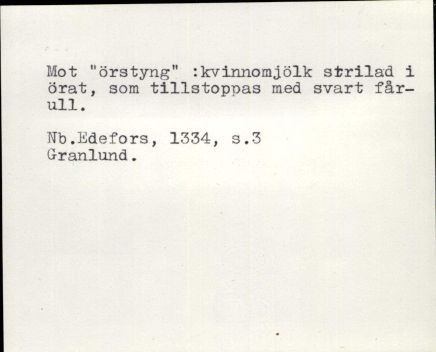 Mot "örstyng" :kvinnomjölk strilad i
örat, som tillstoppas med svart får-
ull.
Nb.Edefors, 1334, s.3
Granlund.